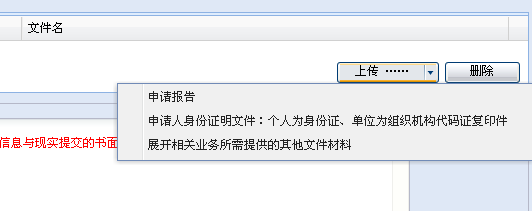 文件名
上传 ······
删除
申请报告
申请人身份证明文件：个人为身份证、单位为组织机构代码证复印件
信息与现实提交的书面
展开相关业务所需提供的其他文件材料